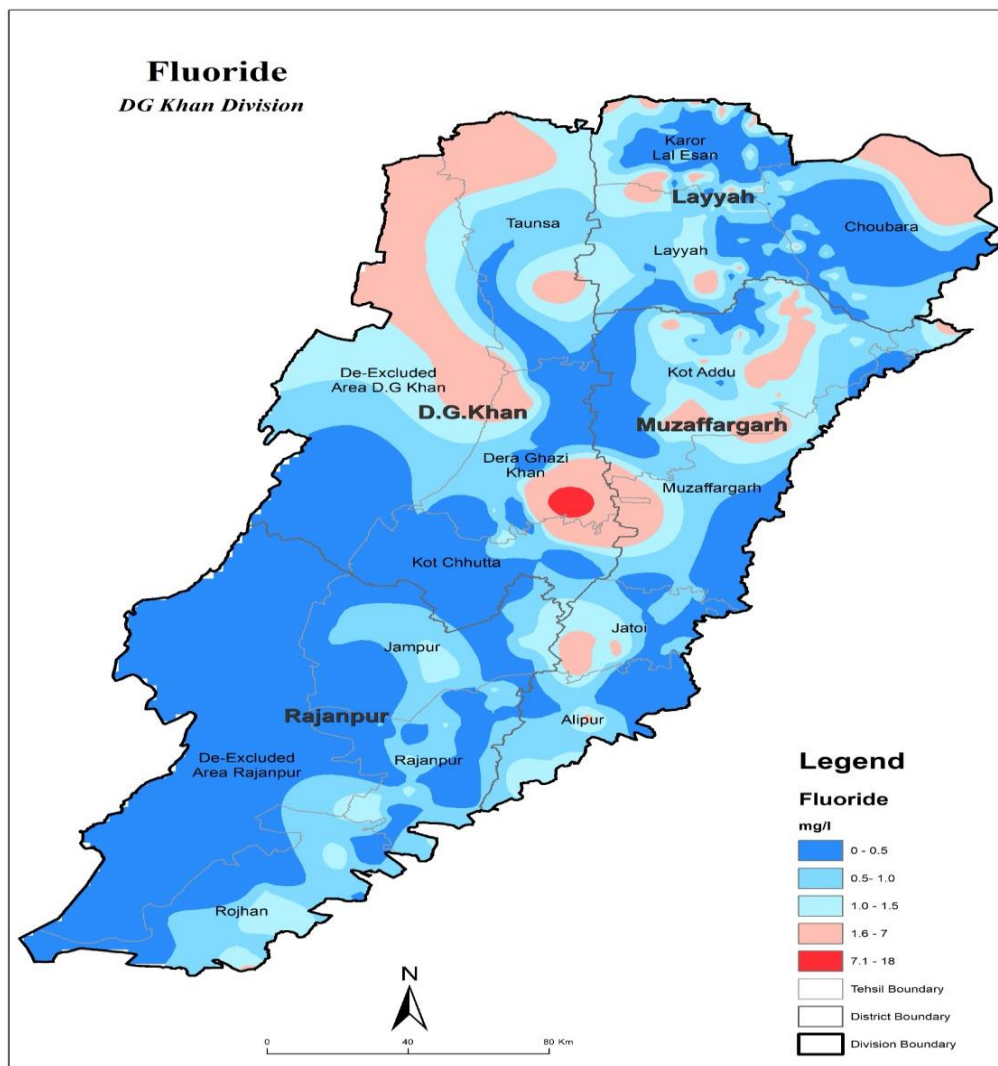 Fluoride
DG Khan Division
Karor
Lal Esan
Layyah
Taunsa
Choubara
Layyah
De-Excluded
Area D.G Khan
Kot Addu
D.G.Khan
Muzaffargarh
Dera Ghazi
Khan
Muzaffargarh
Kot Chhutta
Jatoi
Jampur
Rajanpur
Alipur
De-Excluded
Area Rajanpur
Rajanpur
Rojhan
Legend
Fluoride
mg/l
0 - 0.5
0.5- 1.0
1.0 - 1.5
1.6 - 7
7.1 - 18
Tehsil Boundary
District Boundary
Division Boundary
N
0 40 80 Km